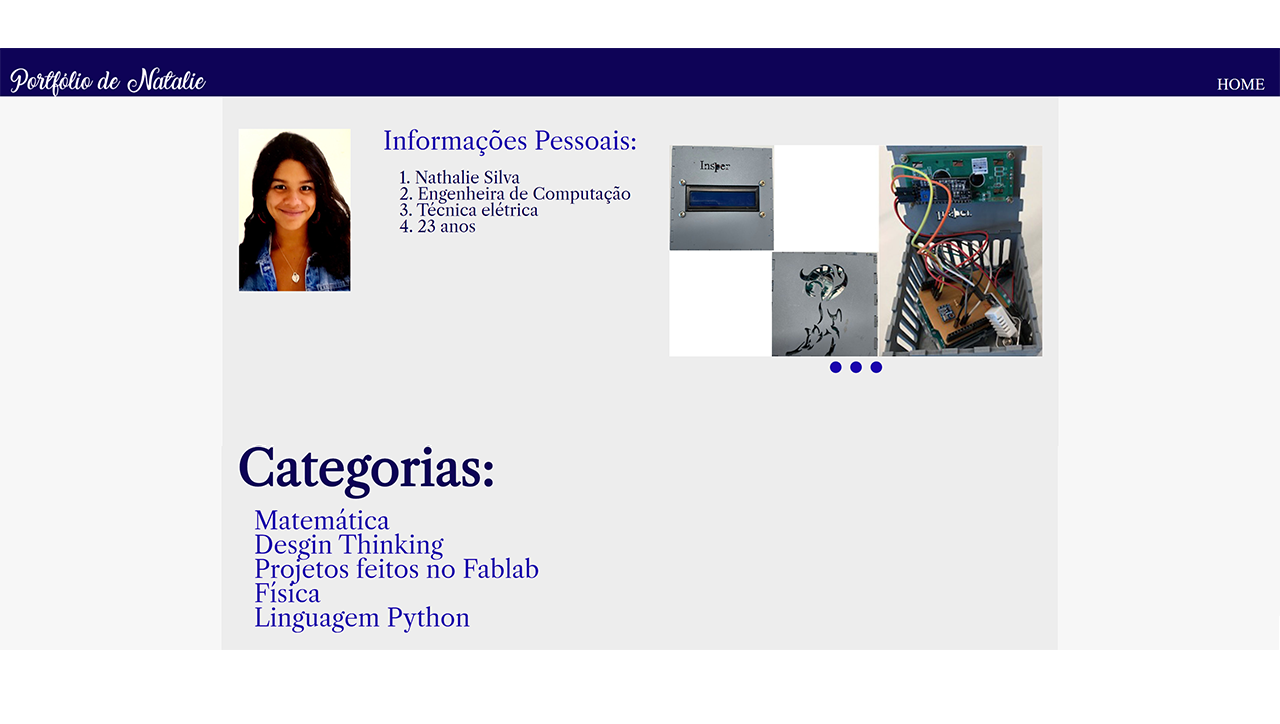 Portfólio de Natalie
HOME
Informações Pessoais:
1. Nathalie Silva
2. Engenheira de Computação
3. Técnica elétrica
4. 23 anos
Insper
Insper
Categorias:
Matemática
Desgin Thinking
Projetos feitos no Fablab
Física
Linguagem Python